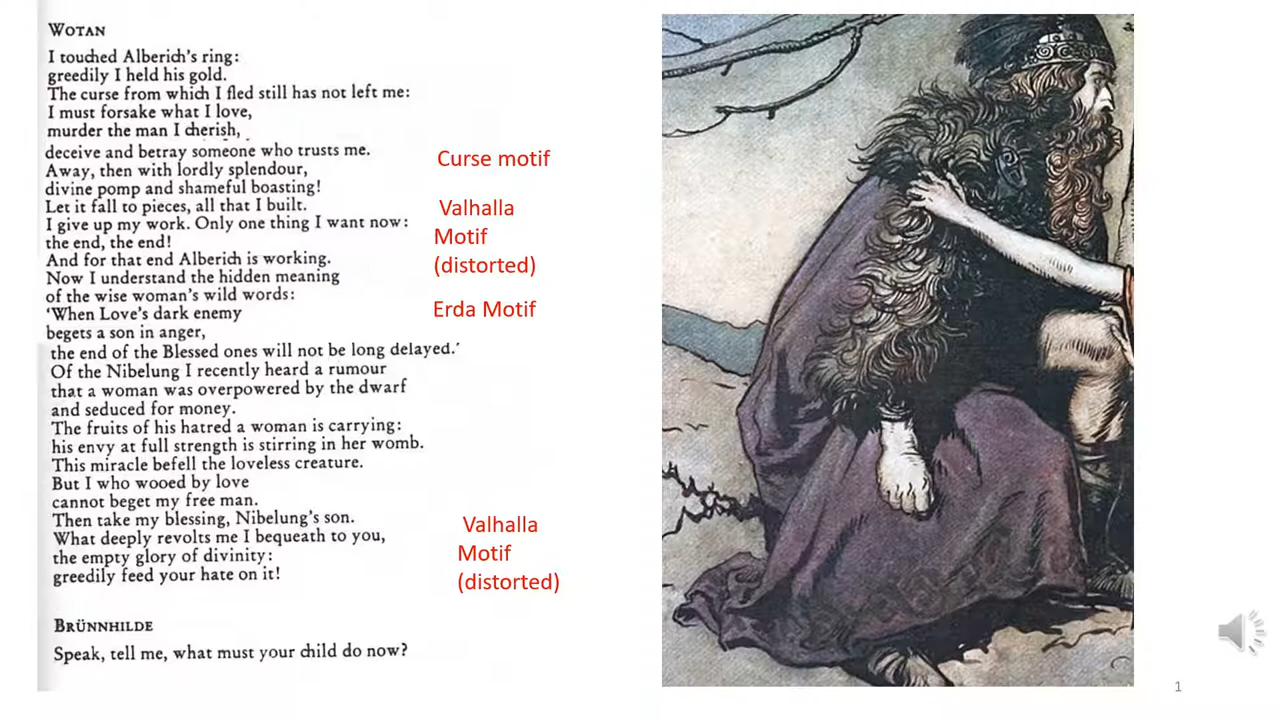 WOTAN
I touched Alberich's ring:
greedily I held his gold.
The curse from which I fled still has not left me:
I must forsake what I love,
murder the man I cherish,
deceive and betray someone who trusts me.
Away, then with lordly splendour,
divine pomp and shameful boasting!
Let it fall to pieces, all that I built.
I give up my work. Only one thing I want now:
the end, the end!
And for that end Alberich is working.
Now I understand the hidden meaning
of the wise woman's wild words:
'When Love's dark enemy
begets a son in anger,
the end of the Blessed ones will not be long delayed.'
Of the Nibelung I recently heard a rumour
that a woman was overpowered by the dwarf
and seduced for money.
The fruits of his hatred a woman is carrying:
his envy at full strength is stirring in her womb.
This miracle befell the loveless creature.
But I who wooed by love
cannot beget my free man.
Then take my blessing, Nibelung's son.
What deeply revolts me I bequeath to you,
the empty glory of divinity:
greedily feed your hate on it!
BRÜNNHILDE
Speak, tell me, what must your child do now?
Curse motif
Valhalla
Motif
(distorted)
Erda Motif
Valhalla
Motif
(distorted)
1